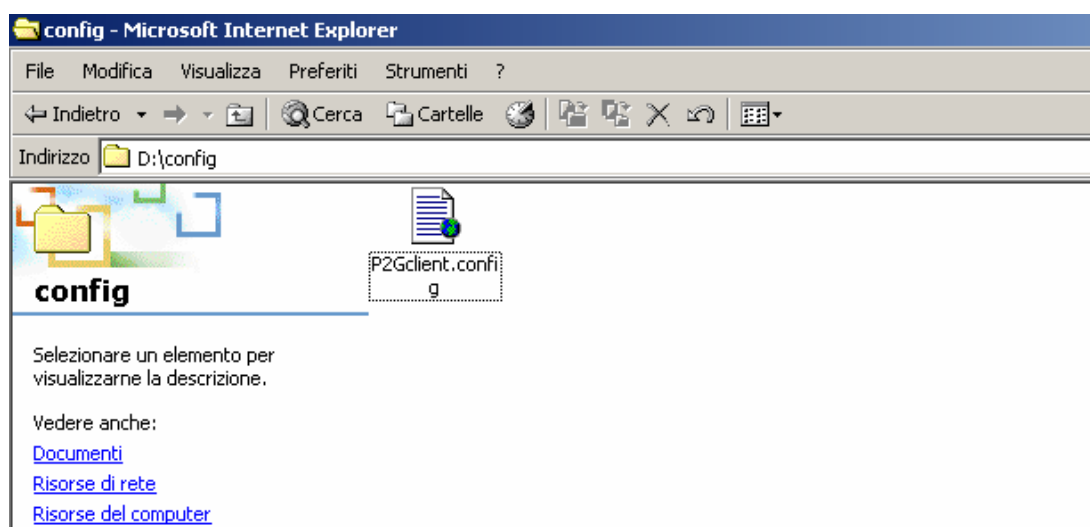 config - Microsoft Internet Explorer
File Modifica Visualizza Preferiti Strumenti ?
Indietro Cerca Cartelle
Indirizzo D:\config
P2Gclient.confi
g
config
Selezionare un elemento per
visualizzarne la descrizione.
Vedere anche:
Documenti
Risorse di rete
Risorse del computer